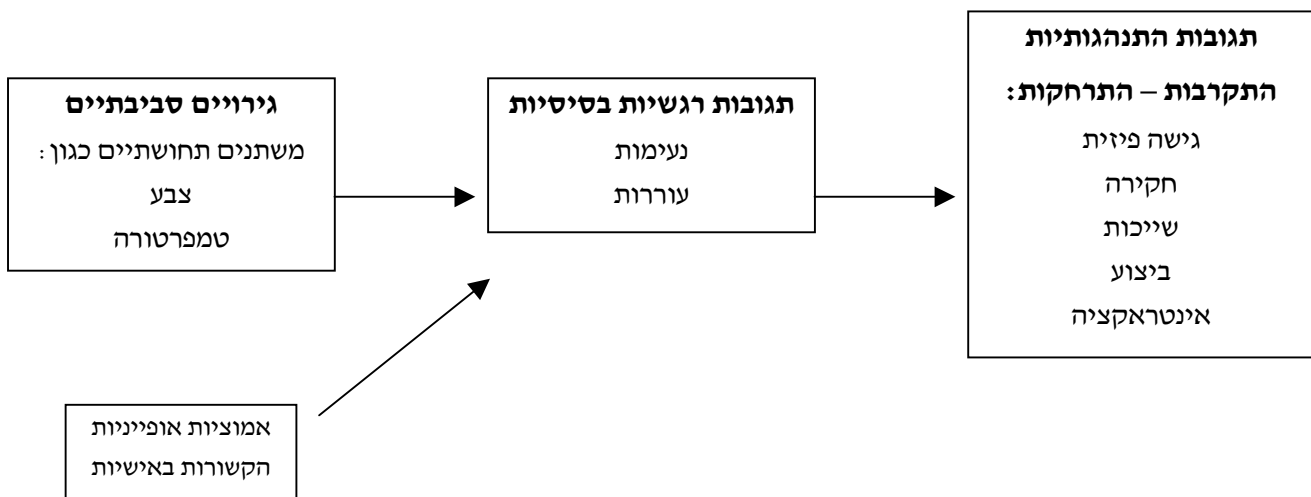 גירויים סביבתיים
משתנים תחושתיים כגון:
צבע
טמפרטורה
תגובות רגשיות בסיסיות
נעימות
עוררות
תגובות התנהגותיות
התקרבות – התרחקות:
גישה פיזית
חקירה
שייכות
ביצוע
אינטראקציה
אמוציות אופייניות
הקשורות באישיות